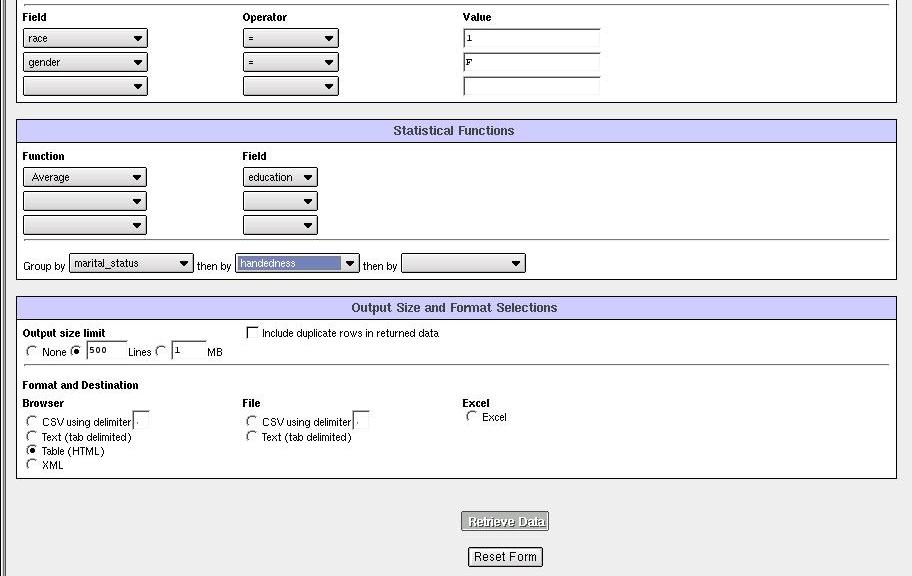 Field Operator Value
race = 1
gender = F
Statistical Functions
Function Field
Average education
Group by marital_status then by handedness then by
Output Size and Format Selections
Output size limit Include duplicate rows in returned data
None 500 Lines 1 MB
Format and Destination
Browser File Excel
CSV using delimiter CSV using delimiter Excel
Text (tab delimited) Text (tab delimited)
Table (HTML)
XML
Retrieve Data
Reset Form